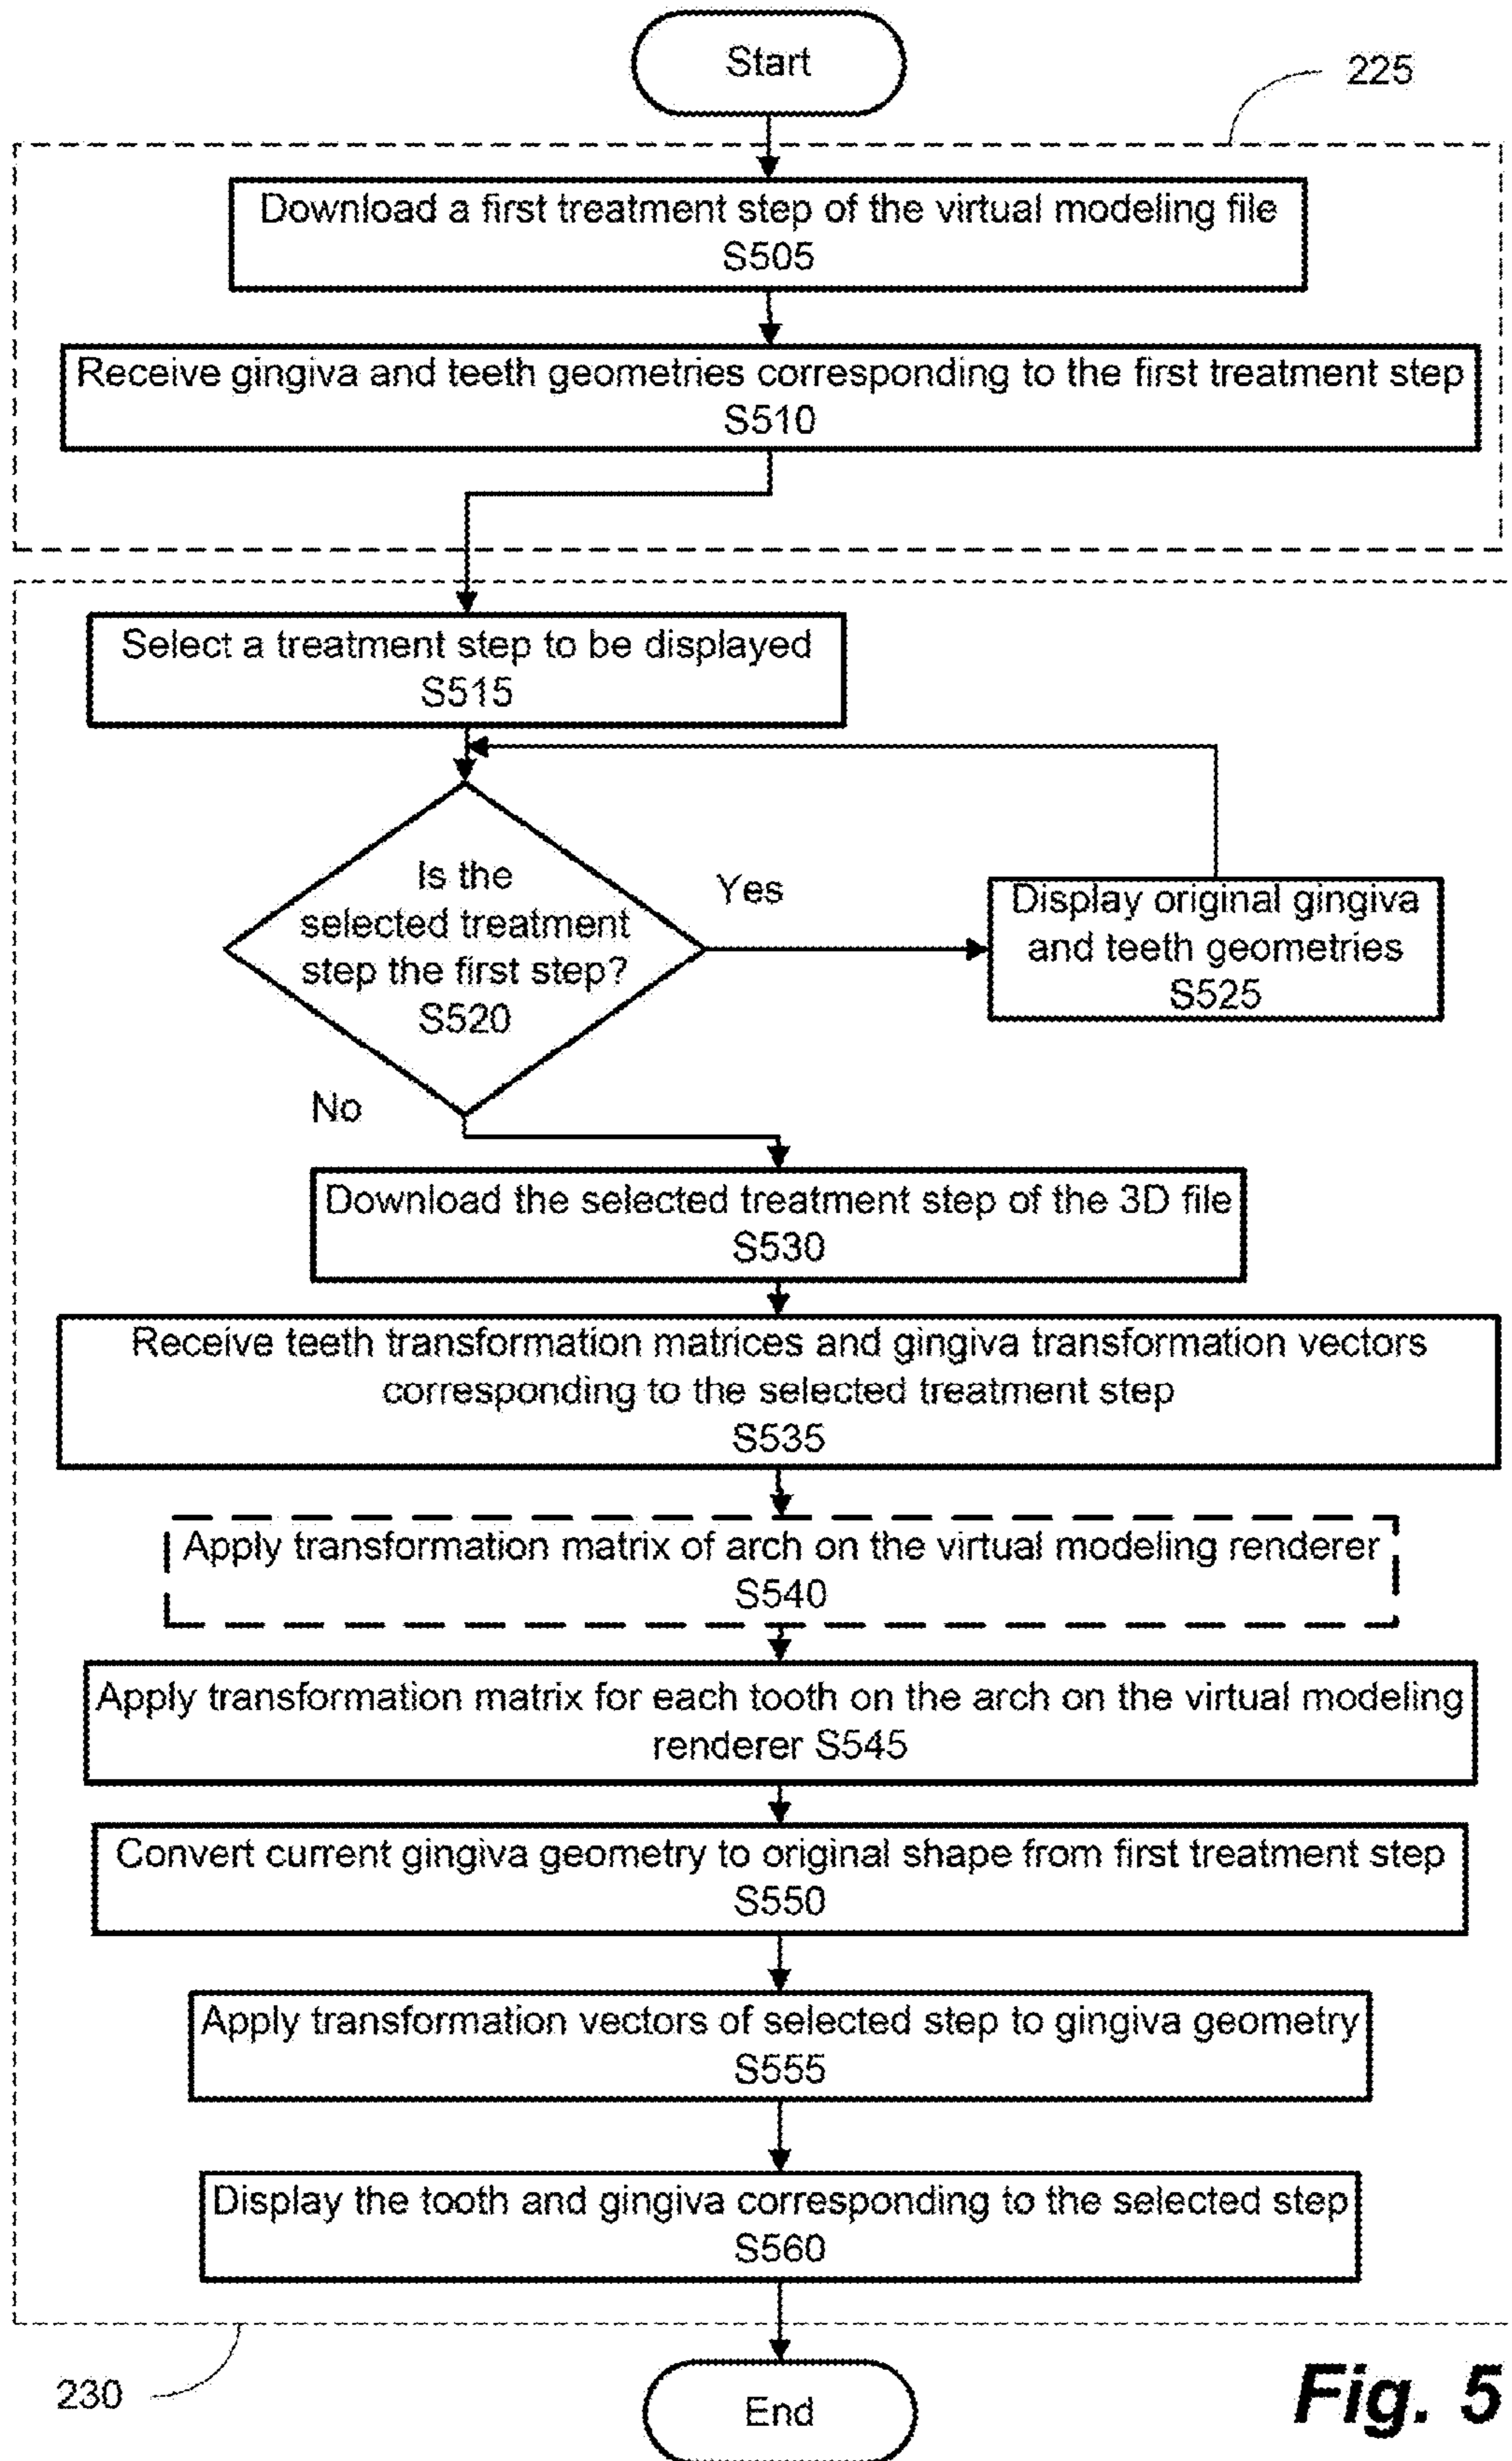 Start
225
Download a first treatment step of the virtual modeling file
S505
Receive gingiva and teeth geometries corresponding to the first treatment step
S510
Select a treatment step to be displayed
S515
Is the
selected treatment
step the first step?
S520
Yes
Display original gingiva
and teeth geometries
S525
No
Download the selected treatment step of the 3D file
S530
Receive teeth transformation matrices and gingiva transformation vectors
corresponding to the selected treatment step
S535
Apply transformation matrix of arch on the virtual modeling renderer
S540
Apply transformation matrix for each tooth on the arch on the virtual modeling
renderer S545
Convert current gingiva geometry to original shape from first treatment step
S550
Apply transformation vectors of selected step to gingiva geometry
S555
Display the tooth and gingiva corresponding to the selected step
S560
230
End
Fig. 5